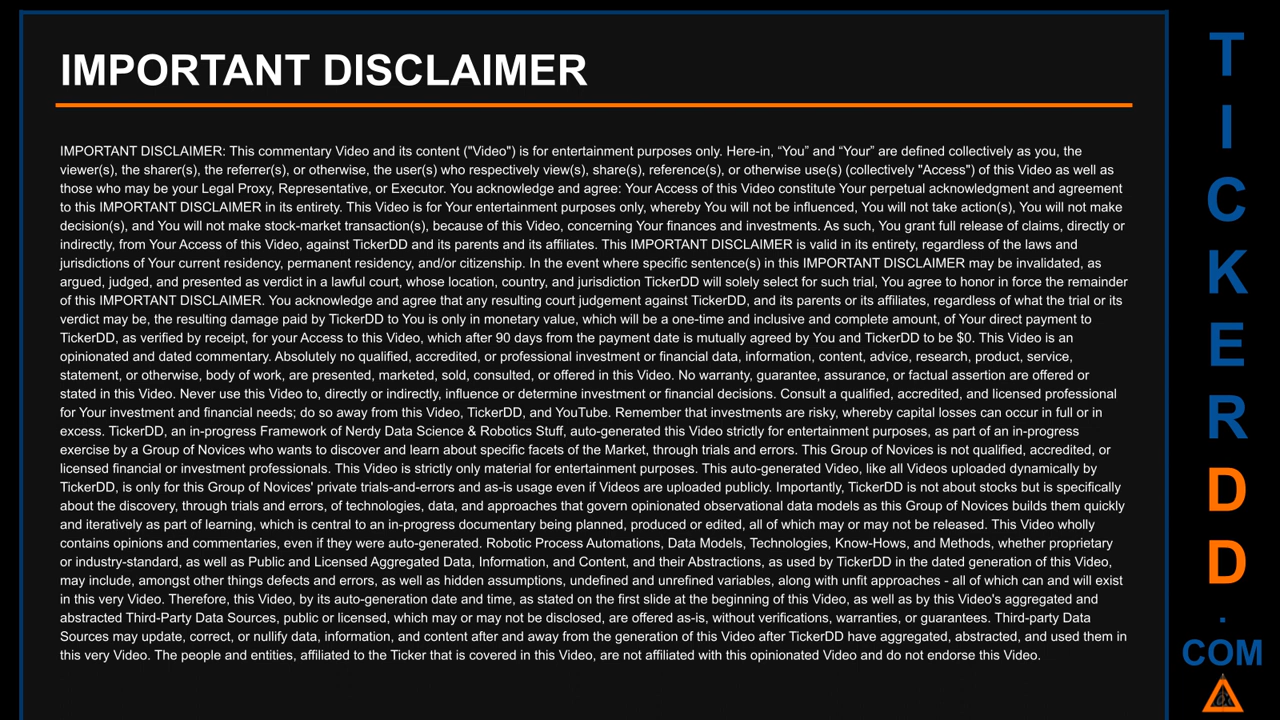 IMPORTANT DISCLAIMER
IMPORTANT DISCLAIMER: This commentary Video and its content ("Video") is for entertainment purposes only. Here-in, “You” and “Your” are defined collectively as you, the
viewer(s), the sharer(s), the referrer(s), or otherwise, the user(s) who respectively view(s), share(s), reference(s), or otherwise use(s) (collectively "Access") of this Video as well as
those who may be your Legal Proxy, Representative, or Executor. You acknowledge and agree: Your Access of this Video constitute Your perpetual acknowledgment and agreement
to this IMPORTANT DISCLAIMER in its entirety. This Video is for Your entertainment purposes only, whereby You will not be influenced, You will not take action(s), You will not make
decision(s), and You will not make stock-market transaction(s), because of this Video, concerning Your finances and investments. As such, You grant full release of claims, directly or
indirectly, from Your Access of this Video, against TickerDD and its parents and its affiliates. This IMPORTANT DISCLAIMER is valid in its entirety, regardless of the laws and
jurisdictions of Your current residency, permanent residency, and/or citizenship. In the event where specific sentence(s) in this IMPORTANT DISCLAIMER may be invalidated, as
argued, judged, and presented as verdict in a lawful court, whose location, country, and jurisdiction TickerDD will solely select for such trial, You agree to honor in force the remainder
of this IMPORTANT DISCLAIMER. You acknowledge and agree that any resulting court judgement against TickerDD, and its parents or its affiliates, regardless of what the trial or its
verdict may be, the resulting damage paid by TickerDD to You is only in monetary value, which will be a one-time and inclusive and complete amount, of Your direct payment to
TickerDD, as verified by receipt, for your Access to this Video, which after 90 days from the payment date is mutually agreed by You and TickerDD to be $0. This Video is an
opinionated and dated commentary. Absolutely no qualified, accredited, or professional investment or financial data, information, content, advice, research, product, service,
statement, or otherwise, body of work, are presented, marketed, sold, consulted, or offered in this Video. No warranty, guarantee, assurance, or factual assertion are offered or
stated in this Video. Never use this Video to, directly or indirectly, influence or determine investment or financial decisions. Consult a qualified, accredited, and licensed professional
for Your investment and financial needs; do so away from this Video, TickerDD, and YouTube. Remember that investments are risky, whereby capital losses can occur in full or in
excess. TickerDD, an in-progress Framework of Nerdy Data Science & Robotics Stuff, auto-generated this Video strictly for entertainment purposes, as part of an in-progress
exercise by a Group of Novices who wants to discover and learn about specific facets of the Market, through trials and errors. This Group of Novices is not qualified, accredited, or
licensed financial or investment professionals. This Video is strictly only material for entertainment purposes. This auto-generated Video, like all Videos uploaded dynamically by
TickerDD, is only for this Group of Novices' private trials-and-errors and as-is usage even if Videos are uploaded publicly. Importantly, TickerDD is not about stocks but is specifically
about the discovery, through trials and errors, of technologies, data, and approaches that govern opinionated observational data models as this Group of Novices builds them quickly
and iteratively as part of learning, which is central to an in-progress documentary being planned, produced or edited, all of which may or may not be released. This Video wholly
contains opinions and commentaries, even if they were auto-generated. Robotic Process Automations, Data Models, Technologies, Know-Hows, and Methods, whether proprietary
or industry-standard, as well as Public and Licensed Aggregated Data, Information, and Content, and their Abstractions, as used by TickerDD in the dated generation of this Video,
may include, amongst other things defects and errors, as well as hidden assumptions, undefined and unrefined variables, along with unfit approaches - all of which can and will exist
in this very Video. Therefore, this Video, by its auto-generation date and time, as stated on the first slide at the beginning of this Video, as well as by this Video's aggregated and
abstracted Third-Party Data Sources, public or licensed, which may or may not be disclosed, are offered as-is, without verifications, warranties, or guarantees. Third-party Data
Sources may update, correct, or nullify data, information, and content after and away from the generation of this Video after TickerDD have aggregated, abstracted, and used them in
this very Video. The people and entities, affiliated to the Ticker that is covered in this Video, are not affiliated with this opinionated Video and do not endorse this Video.
T
I
C
K
E
R
D
D
.
COM